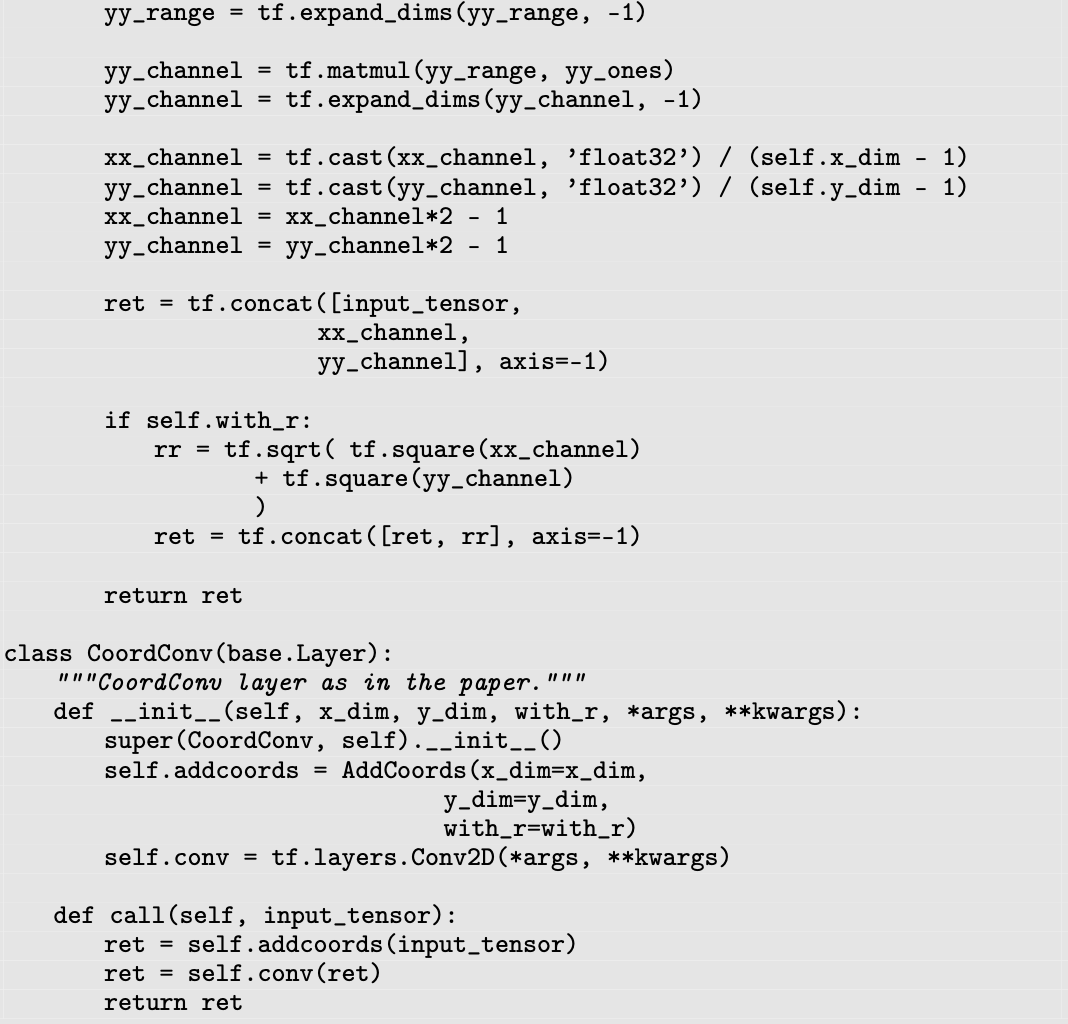 yy_range = tf.expand_dims(yy_range, -1)
yy_channel = tf.matmul(yy_range, yy_ones)
yy_channel = tf.expand_dims(yy_channel, -1)
xx_channel = tf.cast(xx_channel, ’float32’) / (self.x_dim - 1)
yy_channel = tf.cast(yy_channel, ’float32’) / (self.y_dim - 1)
xx_channel = xx_channel*2 - 1
yy_channel = yy_channel*2 - 1
ret = tf.concat([input_tensor,
xx_channel,
yy_channel], axis=-1)
if self.with_r:
rr = tf.sqrt( tf.square(xx_channel)
+ tf.square(yy_channel)
)
ret = tf.concat([ret, rr], axis=-1)
return ret
class CoordConv(base.Layer):
"""CoordConv layer as in the paper."""
def __init__(self, x_dim, y_dim, with_r, *args, **kwargs):
super(CoordConv, self).__init__()
self.addcoords = AddCoords(x_dim=x_dim,
y_dim=y_dim,
with_r=with_r)
self.conv = tf.layers.Conv2D(*args, **kwargs)
def call(self, input_tensor):
ret = self.addcoords(input_tensor)
ret = self.conv(ret)
return ret